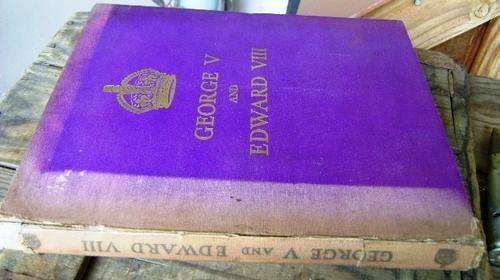 GEORGE V
AND
EDWARD VIII
GEORGE V AND EDWARD VIII